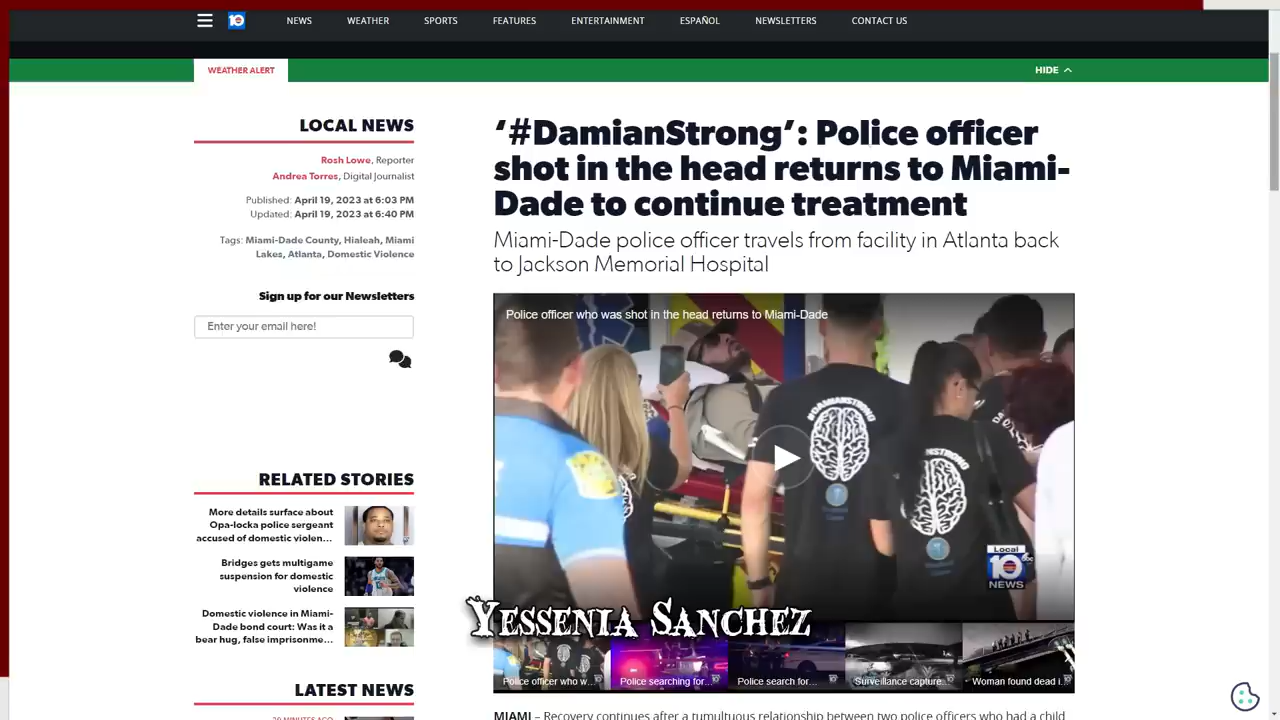 10
NEWS
WEATHER
SPORTS
FEATURES
ENTERTAINMENT
ESPAÑOL
NEWSLETTERS
CONTACT US
WEATHER ALERT
HIDE
LOCAL NEWS
Rosh Lowe, Reporter
Andrea Torres, Digital Journalist
Published: April 19, 2023 at 6:03 PM
Updated: April 19, 2023 at 6:40 PM
Tags: Miami-Dade County, Hialeah, Miami
Lakes, Atlanta, Domestic Violence
Sign up for our Newsletters
Enter your email here!
RELATED STORIES
More details surface about
Opa-locka police sergeant
accused of domestic violen...
Bridges gets multigame
suspension for domestic
violence
Domestic violence in Miami-
Dade bond court: Was it a
bear hug, false imprisonme...
LATEST NEWS
‘#DamianStrong’: Police officer
shot in the head returns to Miami-
Dade to continue treatment
Miami-Dade police officer travels from facility in Atlanta back
to Jackson Memorial Hospital
Police officer who was shot in the head returns to Miami-Dade
#DAMIANSTRONG
Local
10
abc
NEWS
YESSENIA SANCHEZ
Police officer who w...
Police searching for...
Police search for...
Surveillance capture...
Woman found dead i...
MIAMI – Recovery continues after a tumultuous relationship between two police officers who had a child